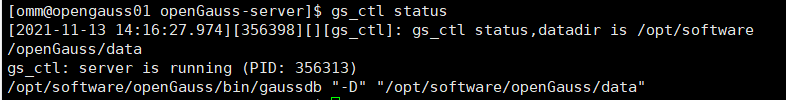 [omm@opengauss01 openGauss-server]$ gs_ctl status
[2021-11-13 14:16:27.974][356398][][gs_ctl]: gs_ctl status,datadir is /opt/software
/openGauss/data
gs_ctl: server is running (PID: 356313)
/opt/software/openGauss/bin/gaussdb "-D" "/opt/software/openGauss/data"